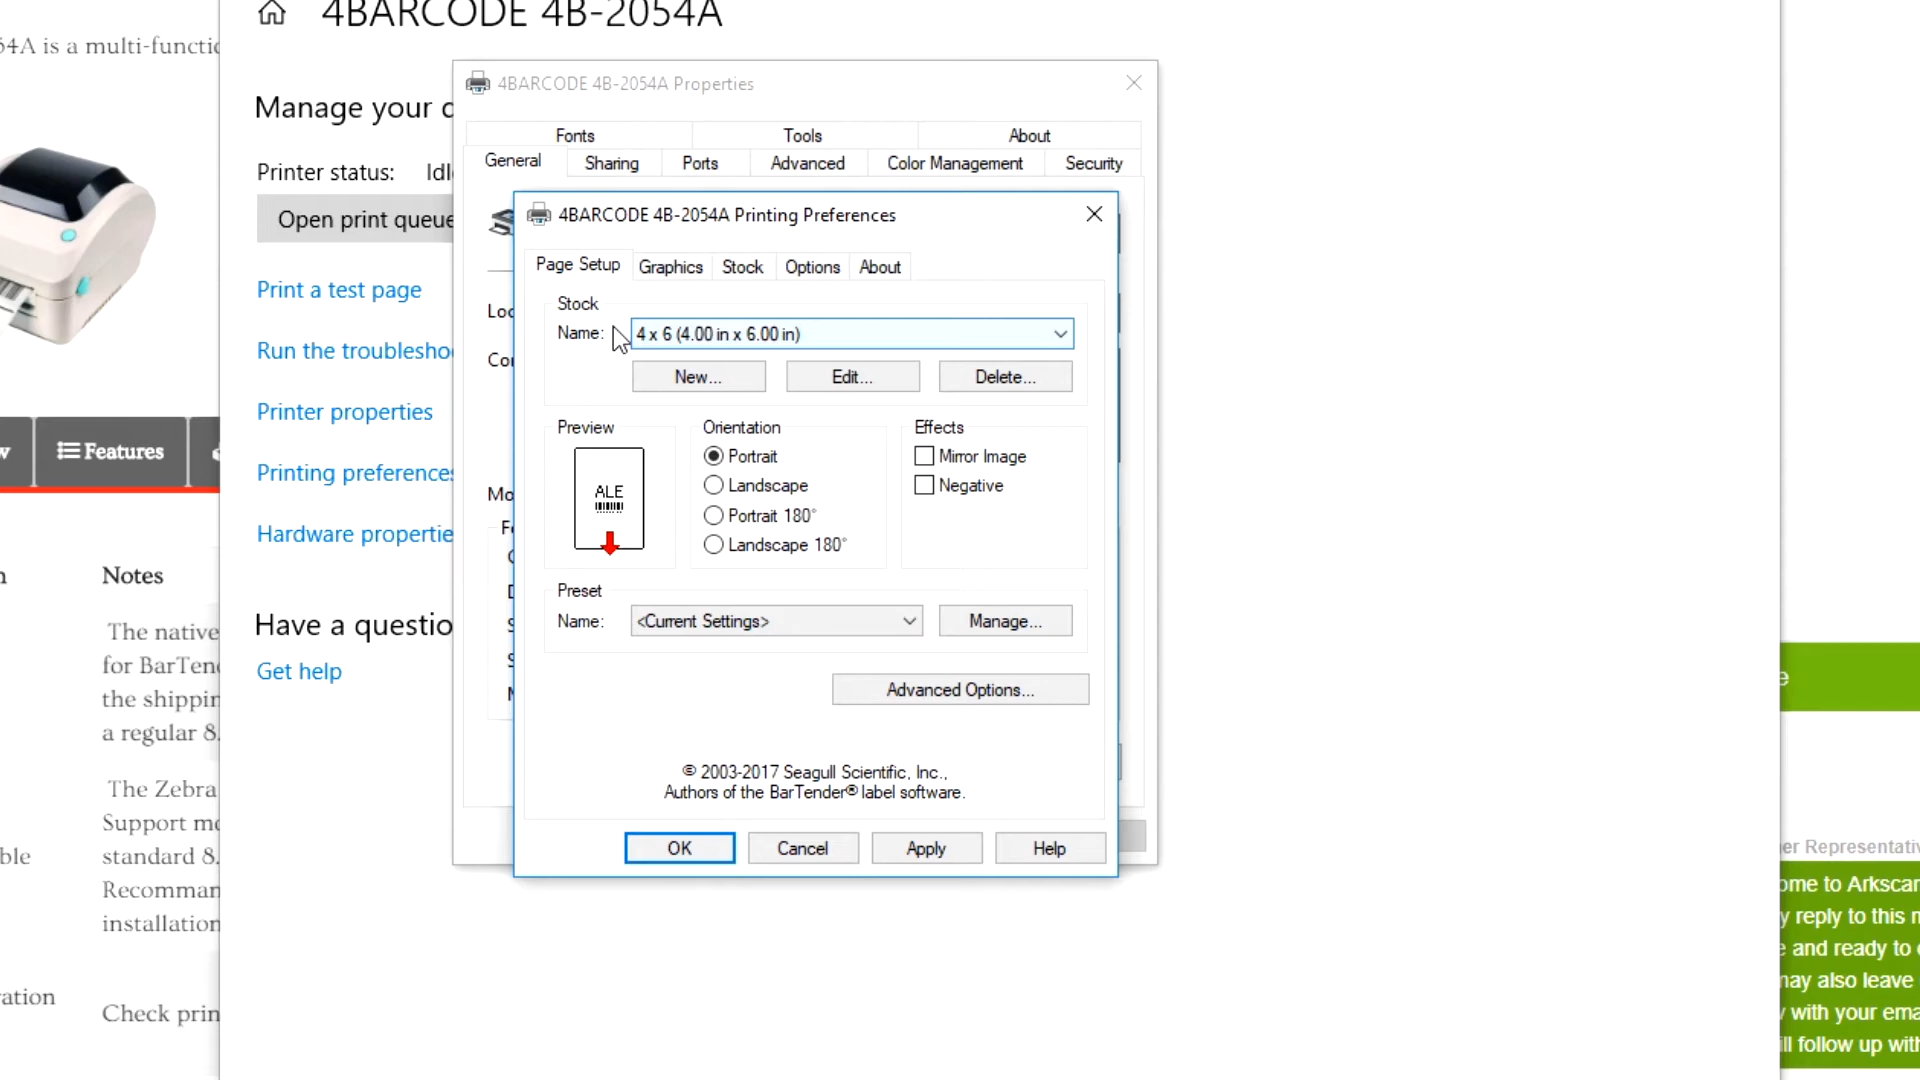 4BARCODE 4B-2054A
54A is a multi-functio
Manage your
Printer status:
Open print queue
Print a test page
Run the troublesho
Printer properties
Printing preferences
Hardware propertie
Have a questio
Get help
Features
Notes
The native
for BarTen
the shippin
a regular 8.
The Zebra
Support mo
standard 8.
Recomman
installation
Check prin
ble
ration
4BARCODE 4B-2054A Properties
Fonts Tools About
General Sharing Ports Advanced Color Management Security
Loc
Co
Mo
4BARCODE 4B-2054A Printing Preferences
Page Setup Graphics Stock Options About
Stock
Name: 4 x 6 (4.00 in x 6.00 in)
New... Edit... Delete...
Preview
ALE
Orientation
Portrait
Landscape
Portrait 180°
Landscape 180°
Effects
Mirror Image
Negative
Preset
Name: <Current Settings> Manage...
Advanced Options...
© 2003-2017 Seagull Scientific, Inc.,
Authors of the BarTender® label software.
OK Cancel Apply Help
e
er Representativ
ome to Arkscan
y reply to this m
e and ready to
may also leave
y with your ema
ll follow up with